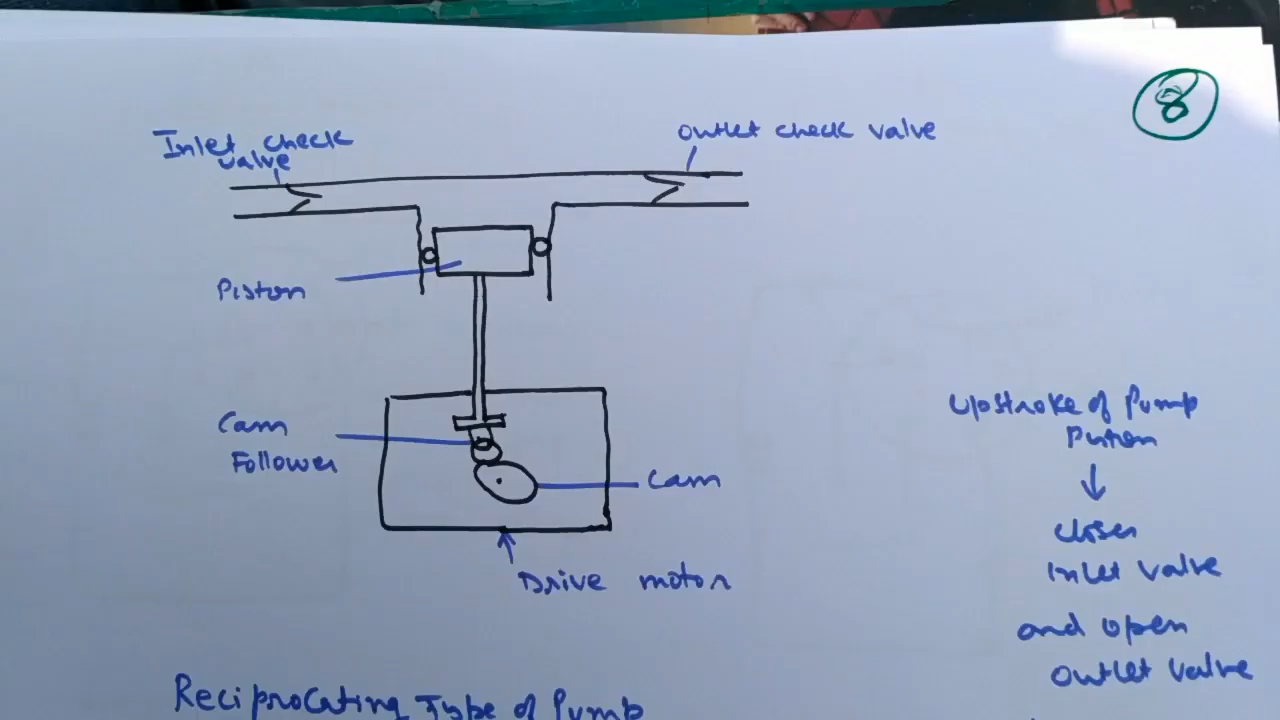 8
Inlet check
valve
Outlet check valve
Piston
Cam
Follower
Cam
Drive motor
Reciprocating Type of Pump
Upstroke of Pump
Piston
↓
closes
Inlet valve
and open
Outlet valve